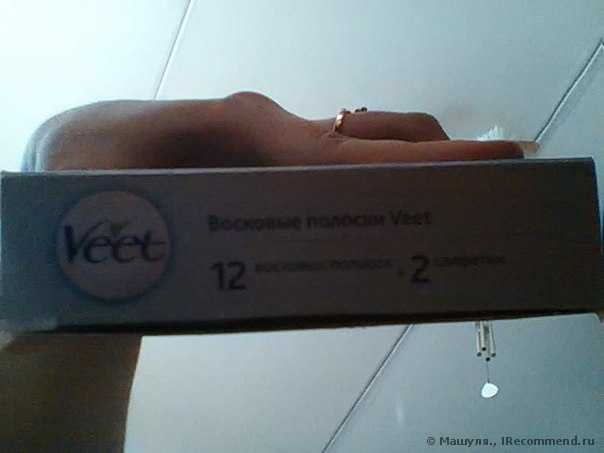 Veet
Восковые полоски Veet
12 восковых полосок + 2 салфетки
© Машуля., IRecommend.ru